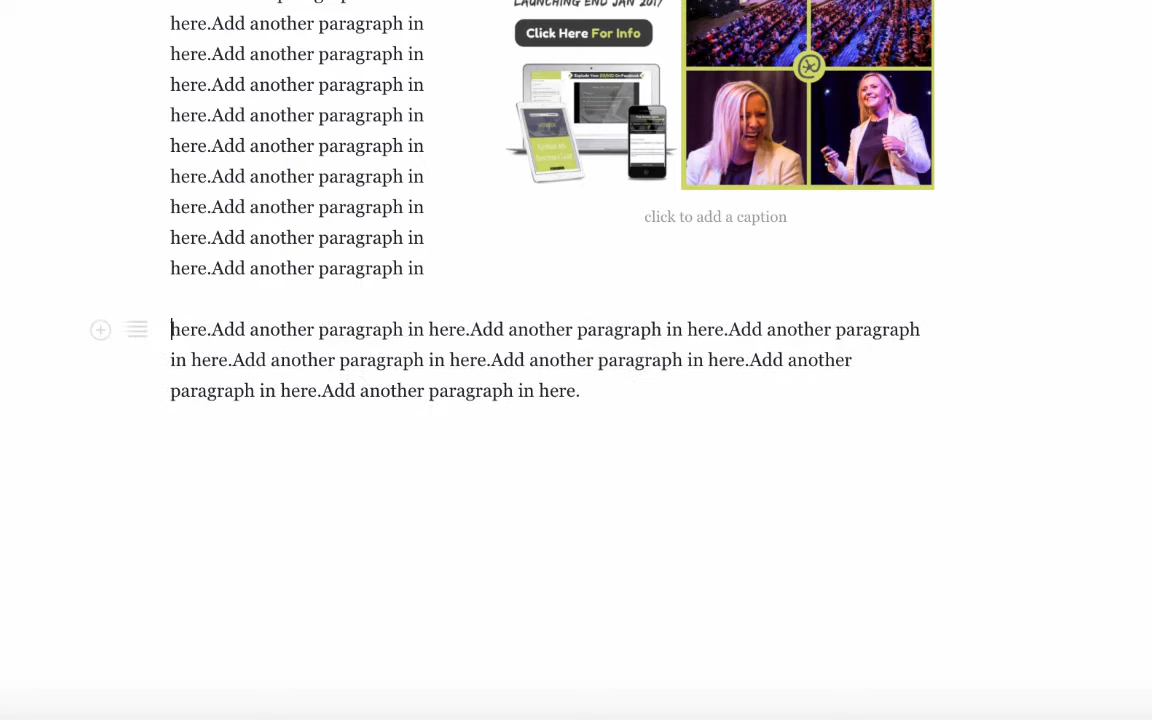 here.Add another paragraph in
here.Add another paragraph in
here.Add another paragraph in
here.Add another paragraph in
here.Add another paragraph in
here.Add another paragraph in
here.Add another paragraph in
here.Add another paragraph in
here.Add another paragraph in
here.Add another paragraph in here.Add another paragraph in here.Add another paragraph
in here.Add another paragraph in here.Add another paragraph in here.Add another
paragraph in here.Add another paragraph in here.
LAUNCHING END JAN 2017
Click Here For Info
click to add a caption